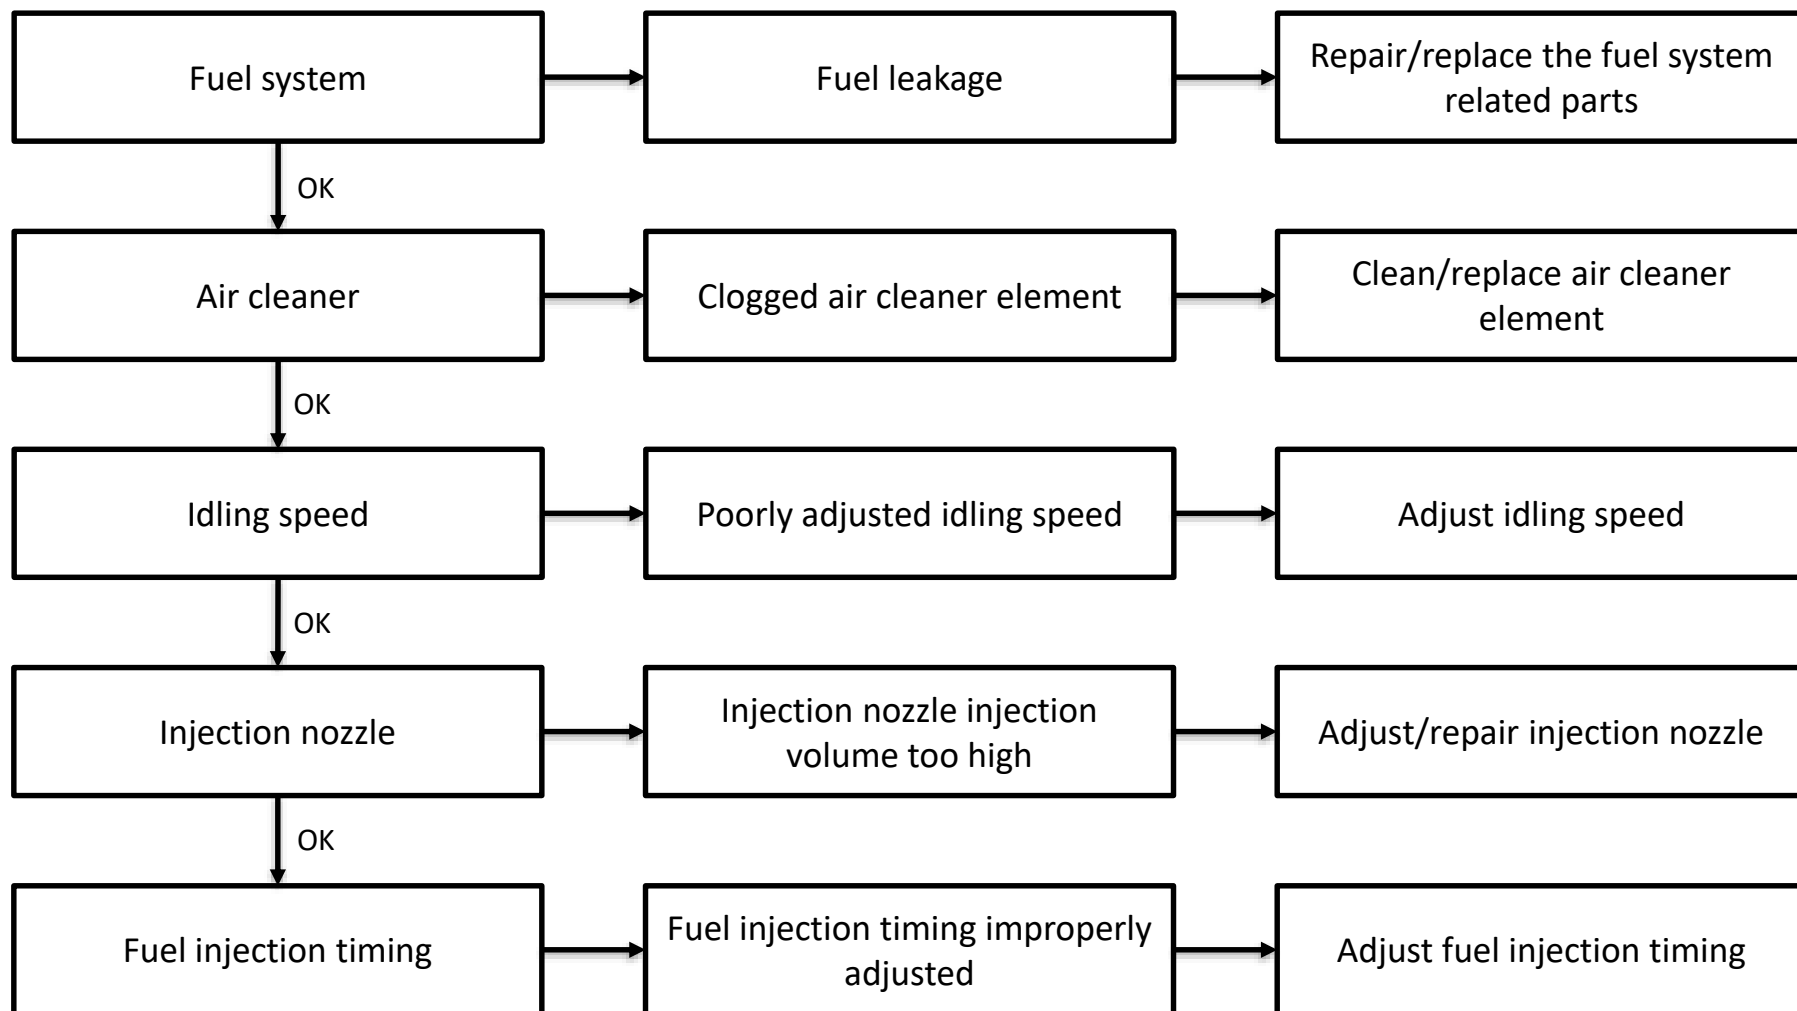 Fuel system
Fuel leakage
Repair/replace the fuel system
related parts
OK
Air cleaner
Clogged air cleaner element
Clean/replace air cleaner
element
OK
Idling speed
Poorly adjusted idling speed
Adjust idling speed
OK
Injection nozzle
Injection nozzle injection
volume too high
Adjust/repair injection nozzle
OK
Fuel injection timing
Fuel injection timing improperly
adjusted
Adjust fuel injection timing